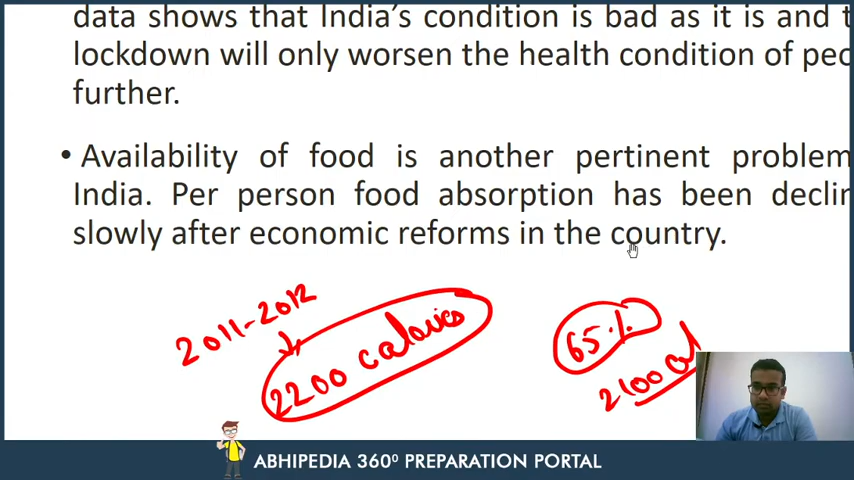 data shows that India's condition is bad as it is and t
lockdown will only worsen the health condition of peo
further.
• Availability of food is another pertinent problem
India. Per person food absorption has been declin
slowly after economic reforms in the country.
2011-2012
2200 calories
65%
2100 cal
ABHIPEDIA 360º PREPARATION PORTAL